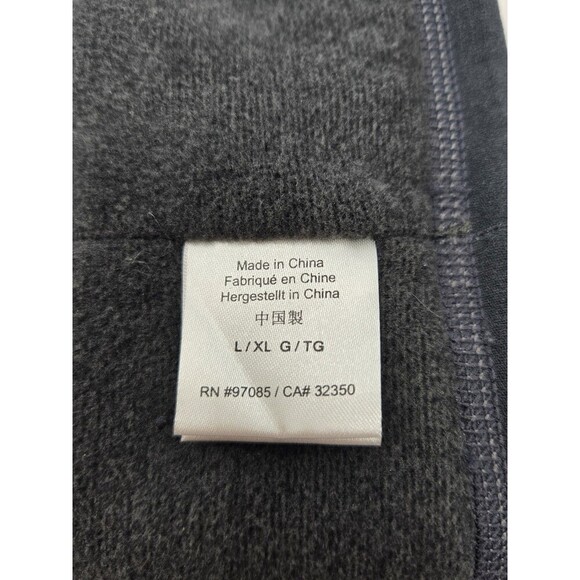 Made in China
Fabriqué en Chine
Hergestellt in China
中国製
L/XL G/TG
RN #97085 / CA# 32350